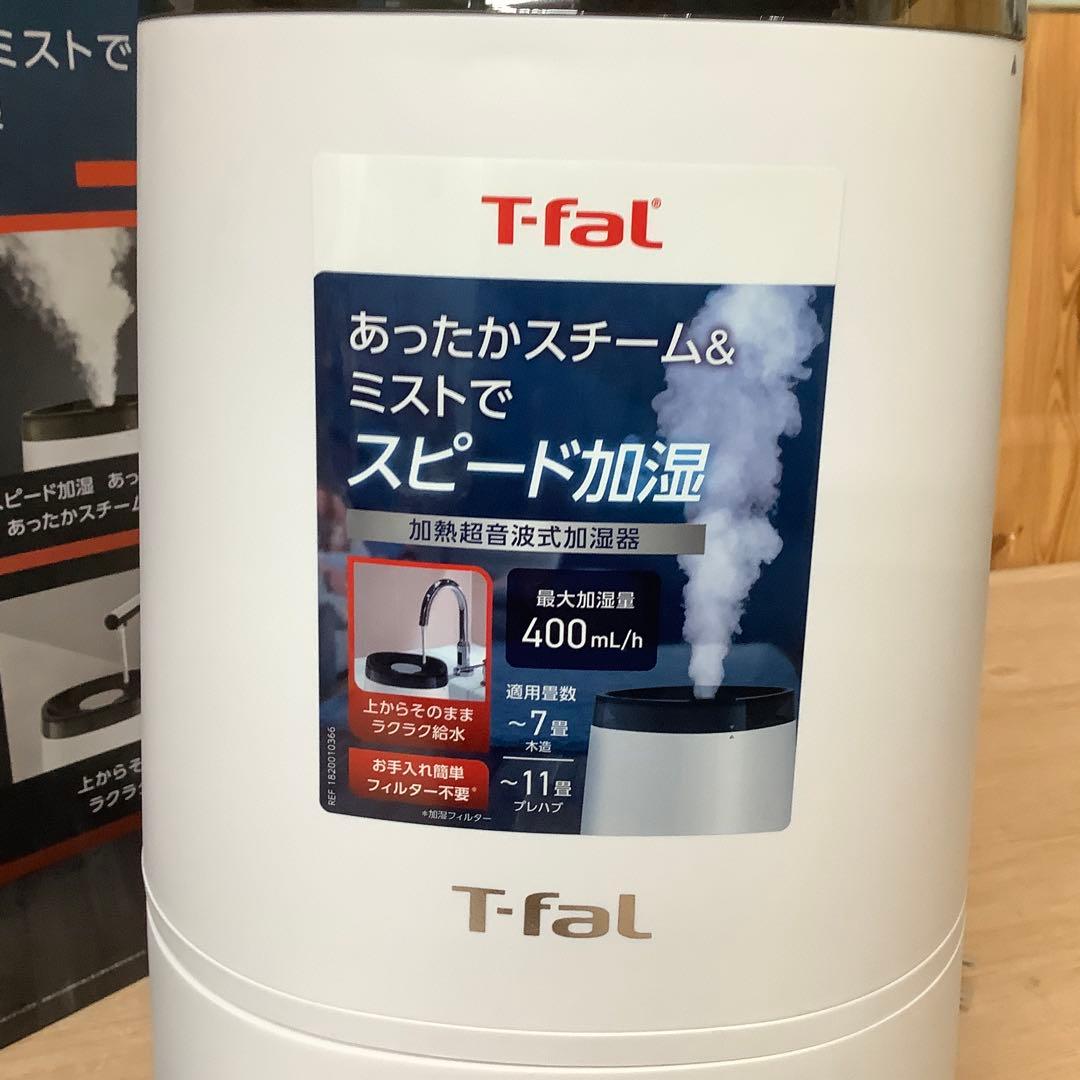 T-fal®
あったかスチーム&
ミストで
スピード加湿
加熱超音波式加湿器
最大加湿量
400mL/h
上からそのまま
ラクラク給水
お手入れ簡単
フィルター不要*
*加湿フィルター
適用畳数
～7畳
木造
～11畳
プレハブ
REF 1820010366
T-fal
ミストで
ピード加湿 あっ
あったかスチーム
上からそ
ラクラ